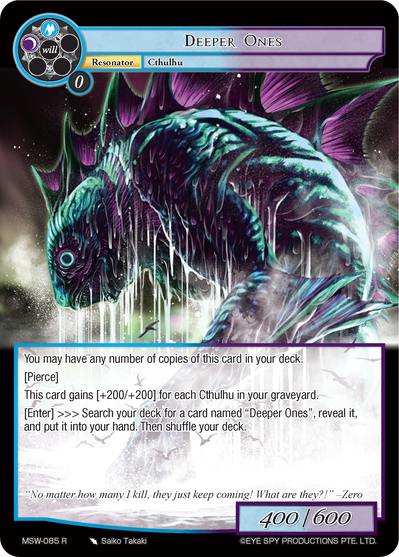 Deeper Ones
will
Resonator Cthulhu
0
You may have any number of copies of this card in your deck.
[Pierce]
This card gains [+200/+200] for each Cthulhu in your graveyard.
[Enter] >>> Search your deck for a card named “Deeper Ones”, reveal it,
and put it into your hand. Then shuffle your deck.
“No matter how many I kill, they just keep coming! What are they?!” –Zero
400/600
MSW-085 R Saiko Takaki ©EYE SPY PRODUCTIONS PTE. LTD.